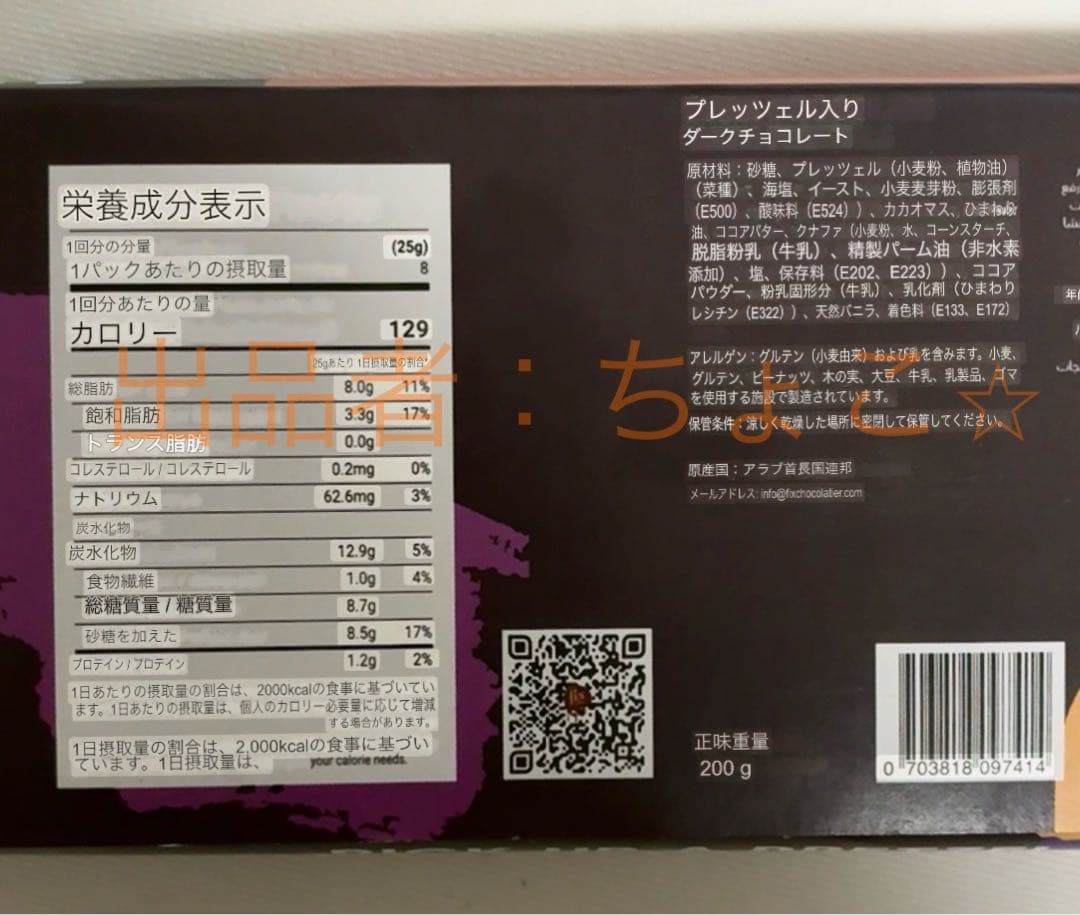 栄養成分表示
1回分の分量 (25g)
1パックあたりの摂取量 8
1回分あたりの量
カロリー 129
25gあたり 1日摂取量の割合*
総脂肪 8.0g 11%
飽和脂肪 3.3g 17%
トランス脂肪 0.0g
コレステロール / コレステロール 0.2mg 0%
ナトリウム 62.6mg 3%
炭水化物
炭水化物 12.9g 5%
食物繊維 1.0g 4%
総糖質量 / 糖質量 8.7g
砂糖を加えた 8.5g 17%
プロテイン / プロテイン 1.2g 2%
1日あたりの摂取量の割合は、2000kcalの食事に基づいてい
ます。1日あたりの摂取量は、個人のカロリー必要量に応じて増減
する場合があります。
1日摂取量の割合は、2,000kcalの食事に基づい
ています。1日摂取量は、 your calorie needs.
プレッツェル入り
ダークチョコレート
原材料：砂糖、プレッツェル（小麦粉、植物油）
（菜種）、海塩、イースト、小麦麦芽粉、膨張剤
（E500）、酸味料（E524））、カカオマス、ひまわり
油、ココアバター、クナファ（小麦粉、水、コーンスターチ、
脱脂粉乳（牛乳）、精製パーム油（非水素
添加）、塩、保存料（E202、E223））、ココア
パウダー、粉乳固形分（牛乳）、乳化剤（ひまわり
レシチン（E322））、天然バニラ、着色料（E133、E172）
アレルゲン：グルテン（小麦由来）および乳を含みます。小麦、
グルテン、ピーナッツ、木の実、大豆、牛乳、乳製品、ゴマ
を使用する施設で製造されています。
保管条件：涼しく乾燥した場所に密閉して保管してください。
原産国：アラブ首長国連邦
メールアドレス: info@fixchocolatier.com
正味重量
200 g
0 703818 097414
出品者：ちょこ☆